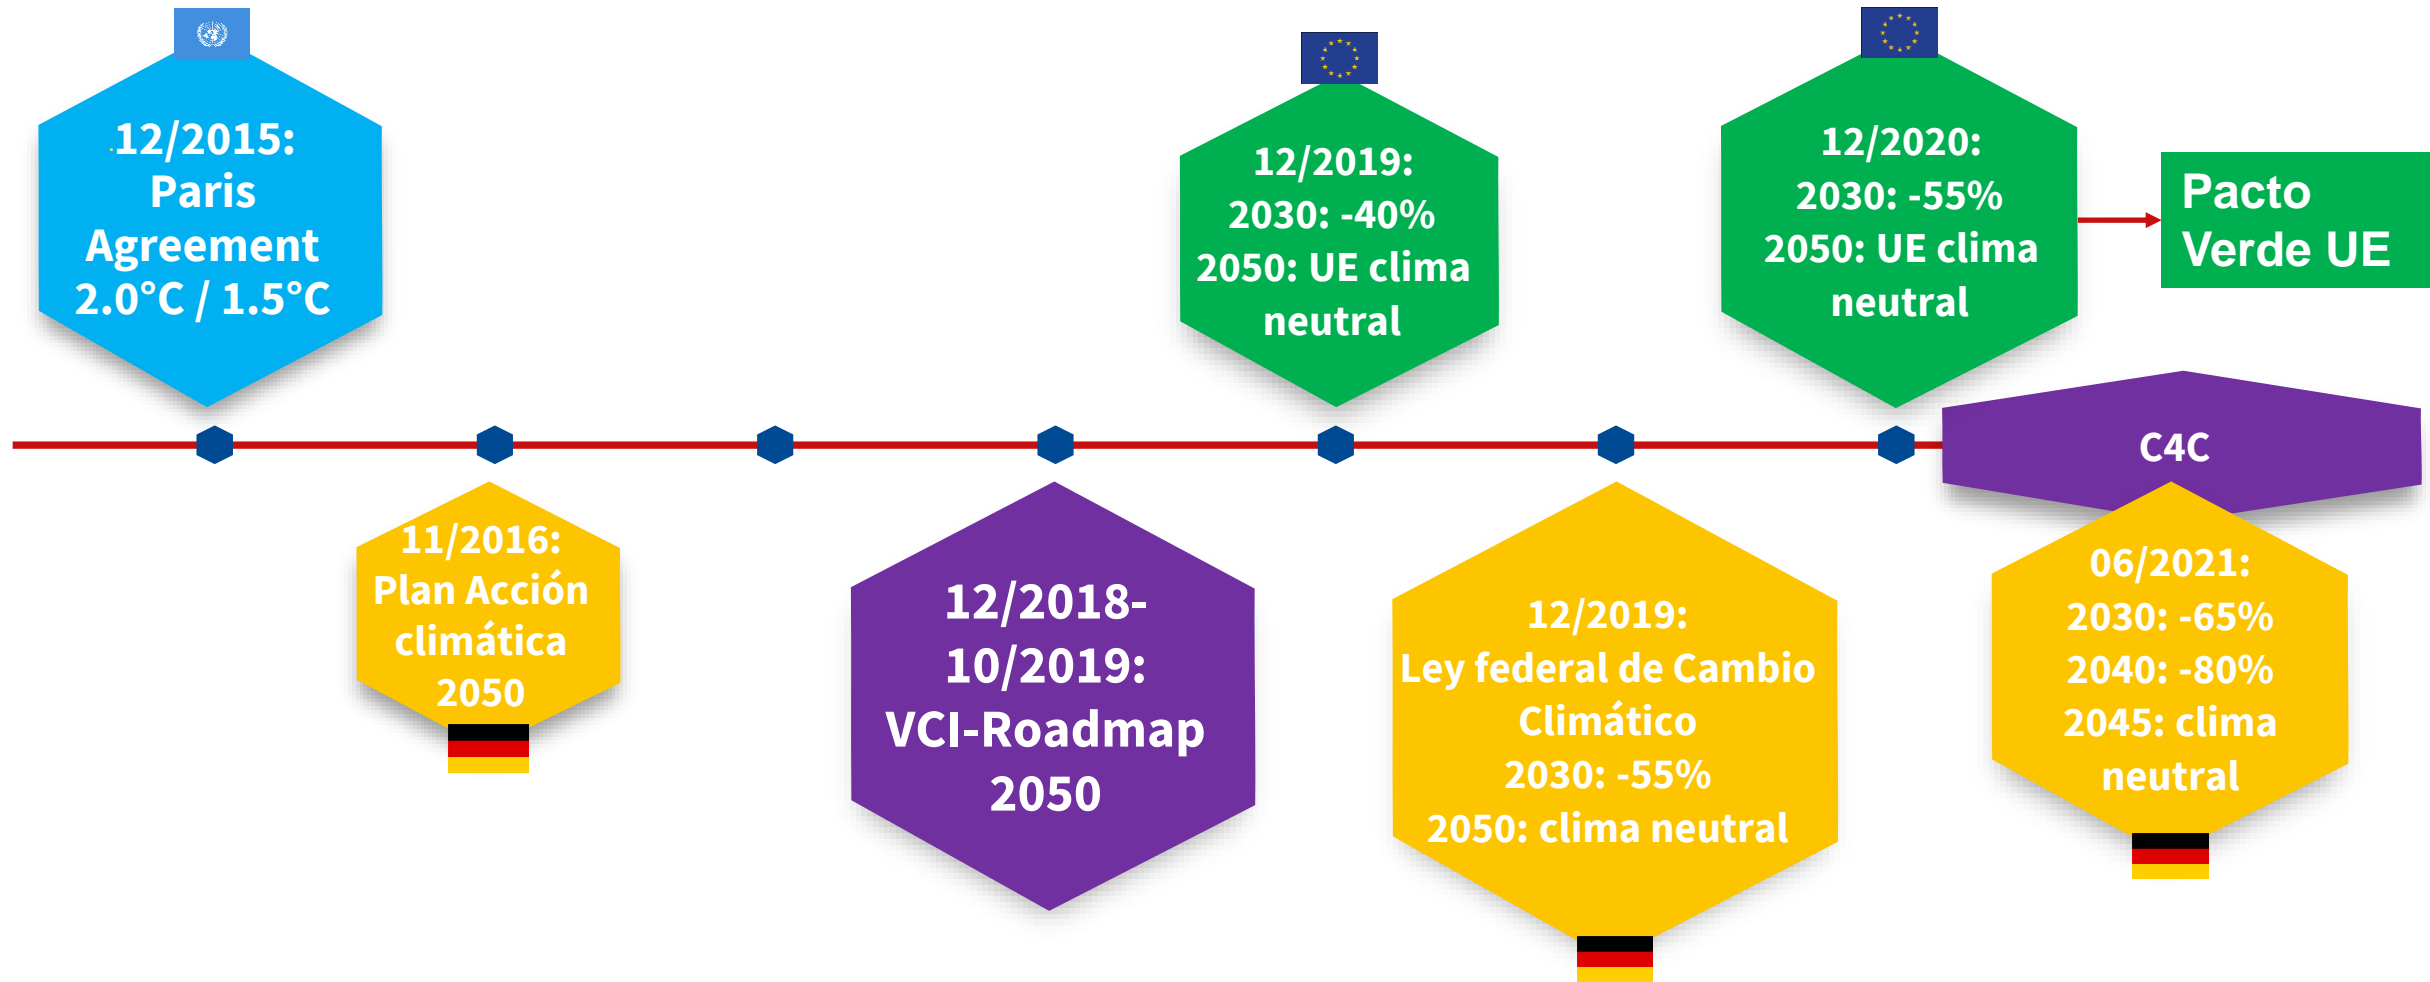 12/2015:
Paris
Agreement
2.0°C / 1.5°C
12/2019:
2030: -40%
2050: UE clima
neutral
12/2020:
2030: -55%
2050: UE clima
neutral
Pacto
Verde UE
C4C
11/2016:
Plan Acción
climática
2050
12/2018-
10/2019:
VCI-Roadmap
2050
12/2019:
Ley federal de Cambio
Climático
2030: -55%
2050: clima neutral
06/2021:
2030: -65%
2040: -80%
2045: clima
neutral